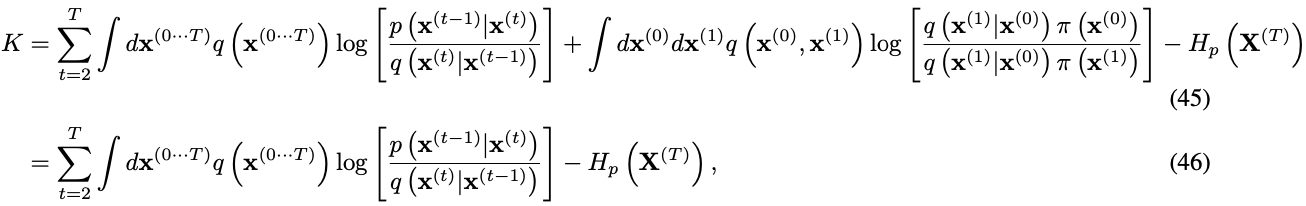 K = \sum_{t=2}^{T} \int d\mathbf{x}^{(0\cdots T)} q\left(\mathbf{x}^{(0\cdots T)}\right) \log\left[\frac{p\left(\mathbf{x}^{(t-1)}|\mathbf{x}^{(t)}\right)}{q\left(\mathbf{x}^{(t)}|\mathbf{x}^{(t-1)}\right)}\right] + \int d\mathbf{x}^{(0)} d\mathbf{x}^{(1)} q\left(\mathbf{x}^{(0)}, \mathbf{x}^{(1)}\right) \log\left[\frac{q\left(\mathbf{x}^{(1)}|\mathbf{x}^{(0)}\right) \pi\left(\mathbf{x}^{(0)}\right)}{q\left(\mathbf{x}^{(1)}|\mathbf{x}^{(0)}\right) \pi\left(\mathbf{x}^{(1)}\right)}\right] - H_p\left(\mathbf{X}^{(T)}\right)
(45)
= \sum_{t=2}^{T} \int d\mathbf{x}^{(0\cdots T)} q\left(\mathbf{x}^{(0\cdots T)}\right) \log\left[\frac{p\left(\mathbf{x}^{(t-1)}|\mathbf{x}^{(t)}\right)}{q\left(\mathbf{x}^{(t)}|\mathbf{x}^{(t-1)}\right)}\right] - H_p\left(\mathbf{X}^{(T)}\right), (46)